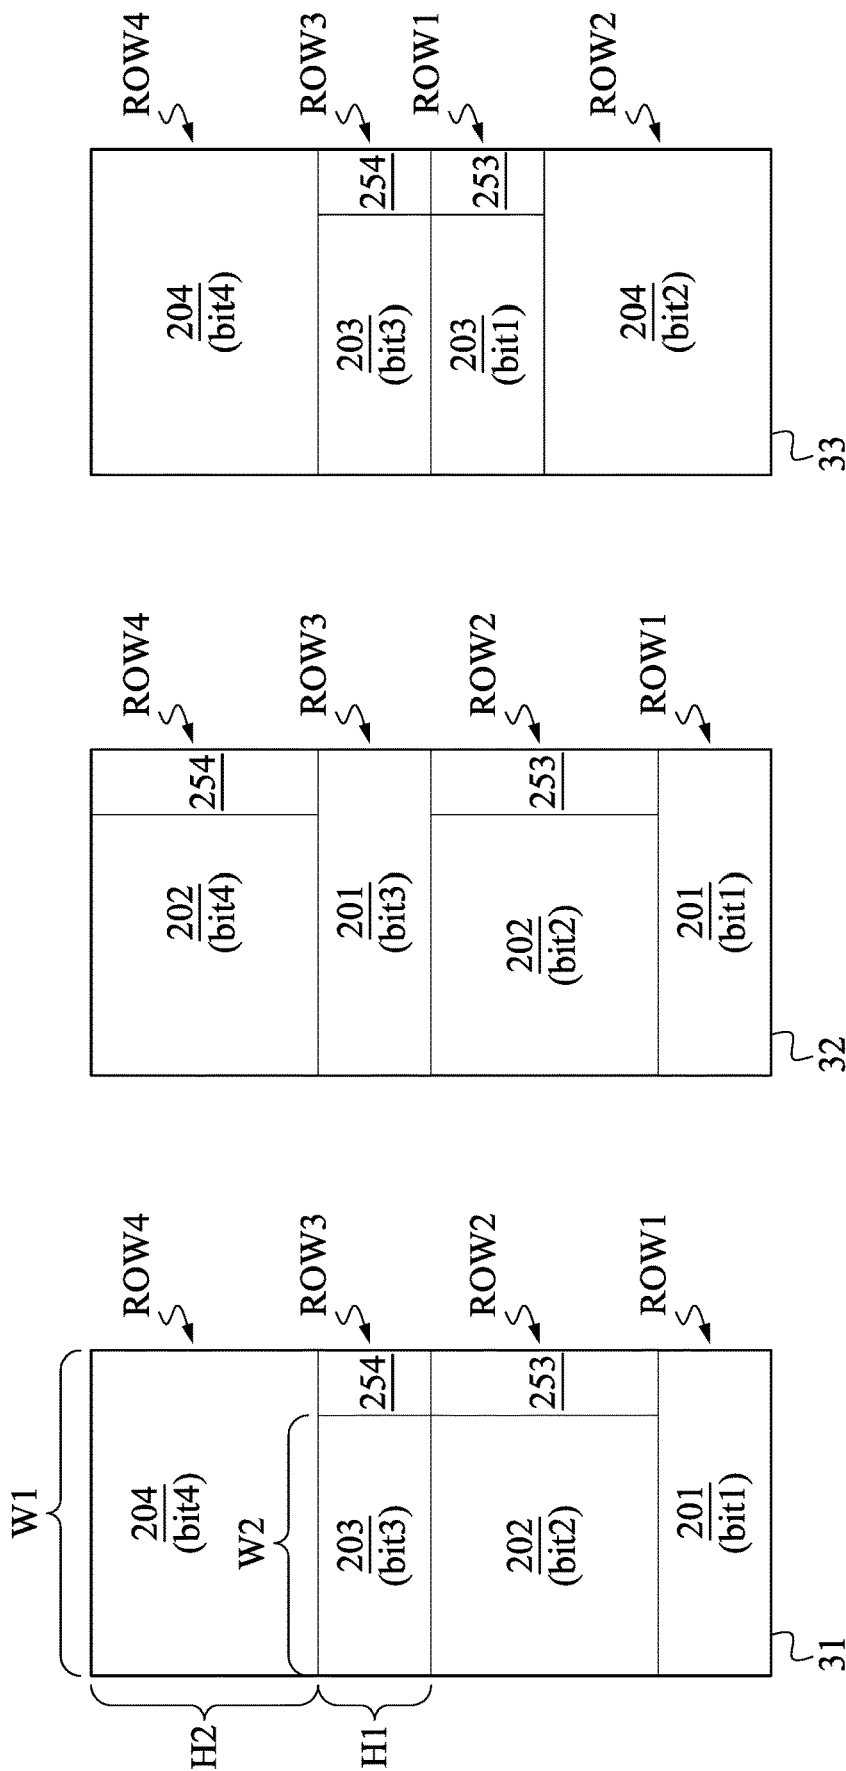 W1
H2
H1
W2
204
(bit4)
203
(bit3)
254
202
(bit2)
253
201
(bit1)
ROW4
ROW3
ROW2
ROW1
31
202
(bit4)
254
201
(bit3)
202
(bit2)
253
201
(bit1)
ROW4
ROW3
ROW2
ROW1
32
204
(bit4)
203
(bit3)
254
203
(bit1)
253
204
(bit2)
ROW4
ROW3
ROW1
ROW2
33